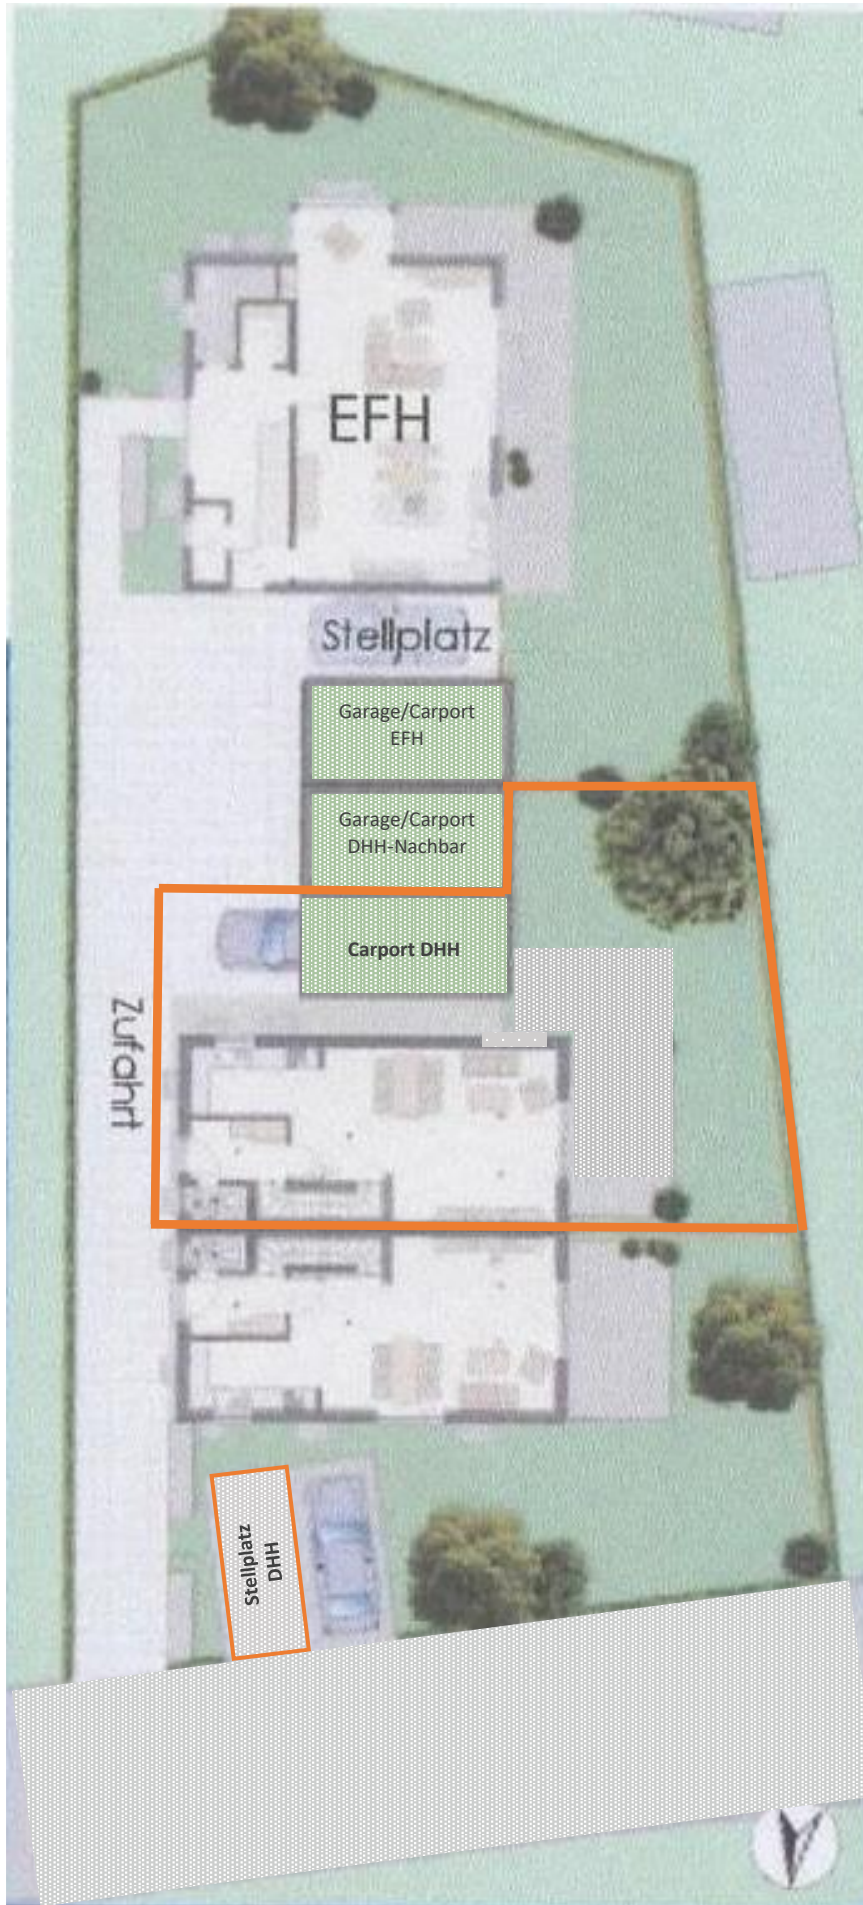 EFH
Stellplatz
Garage/Carport
EFH
Garage/Carport
DHH-Nachbar
Carport DHH
Zufahrt
Stellplatz
DHH